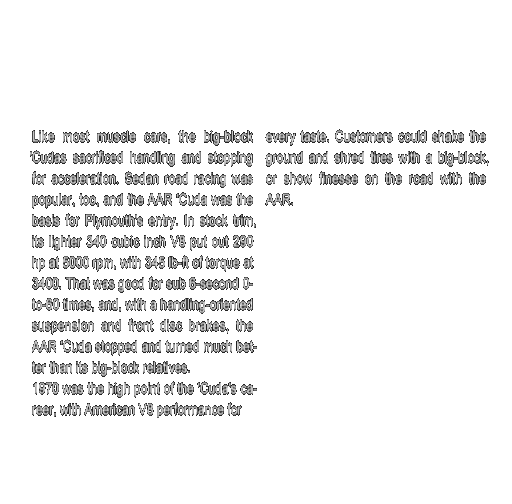 Like most muscle cars, the big-block
'Cudas sacrificed handling and stopping
for acceleration. Sedan road racing was
popular, too, and the AAR 'Cuda was the
basis for Plymouth's entry. In stock trim,
its lighter 340 cubic inch V8 put out 290
hp at 5000 rpm, with 345 lb-ft of torque at
3400. That was good for sub 6-second 0-
to-60 times, and, with a handling-oriented
suspension and front disc brakes, the
AAR 'Cuda stopped and turned much bet-
ter than its big-block relatives.
1970 was the high point of the 'Cuda's ca-
reer, with American V8 performance for
every taste. Customers could shake the
ground and shred tires with a big-block,
or show finesse on the road with the
AAR.